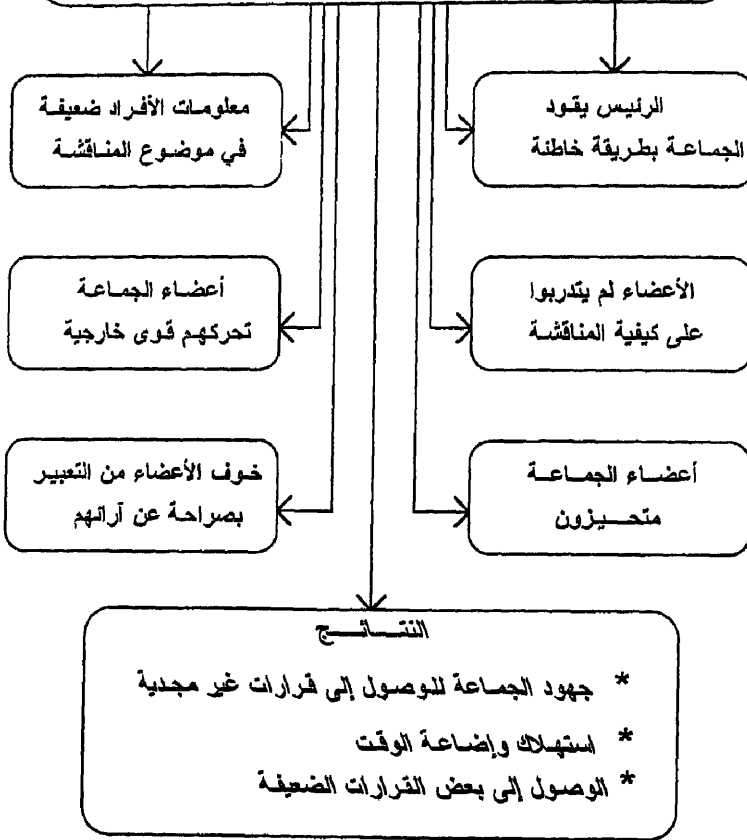 الرئيس يقود
الجماعة بطريقة خاطئة
معلومات الأفراد ضعيفة
في موضوع المناقشة
الأعضاء لم يتدربوا
على كيفية المناقشة
أعضاء الجماعة
تحركهم قوى خارجية
أعضاء الجماعة
متحيزون
خوف الأعضاء من التعبير
بصراحة عن آرائهم
النتائج
* جهود الجماعة للوصول إلى قرارات غير مجدية
* استهلاك وإضاعة الوقت
* الوصول إلى بعض القرارات الضعيفة